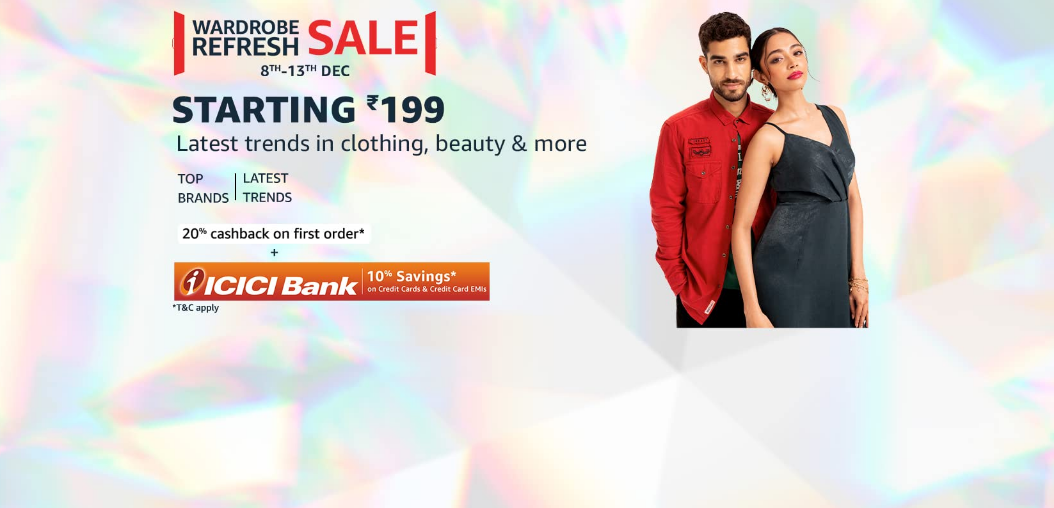 WARDROBE
REFRESH SALE
8TH-13TH DEC
STARTING ₹199
Latest trends in clothing, beauty & more
TOP
BRANDS
LATEST
TRENDS
20% cashback on first order*
+
ICICI Bank
10% Savings*
on Credit Cards & Credit Card EMIs
*T&C apply